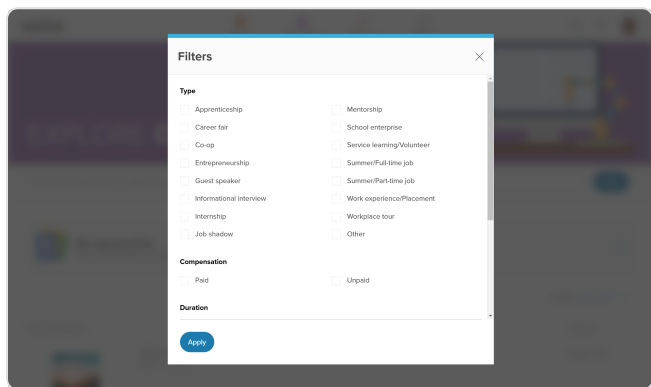 Filters
Type
Apprenticeship Mentorship
Career fair School enterprise
Co-op Service learning/Volunteer
Entrepreneurship Summer/Full-time job
Guest speaker Summer/Part-time job
Informational interview Work experience/Placement
Internship Workplace tour
Job shadow Other
Compensation
Paid Unpaid
Duration
Apply